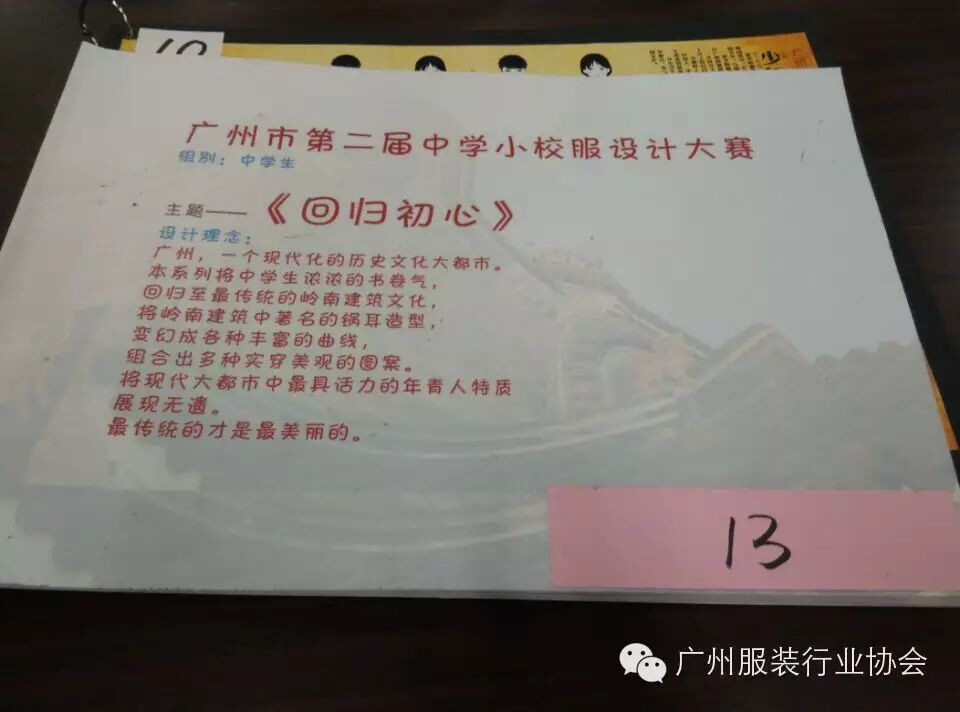 广州市第二届中学小校服设计大赛
组别：中学生
主题——《回归初心》
设计理念：
广州，一个现代化的历史文化大都市。
本系列将中学生浓浓的书卷气，
回归至最传统的岭南建筑文化，
将岭南建筑中著名的锅耳造型，
变幻成各种丰富的曲线，
组合出多种实穿美观的图案。
将现代大都市中最具活力的年青人特质
展现无遗。
最传统的才是最美丽的。
13
广州服装行业协会